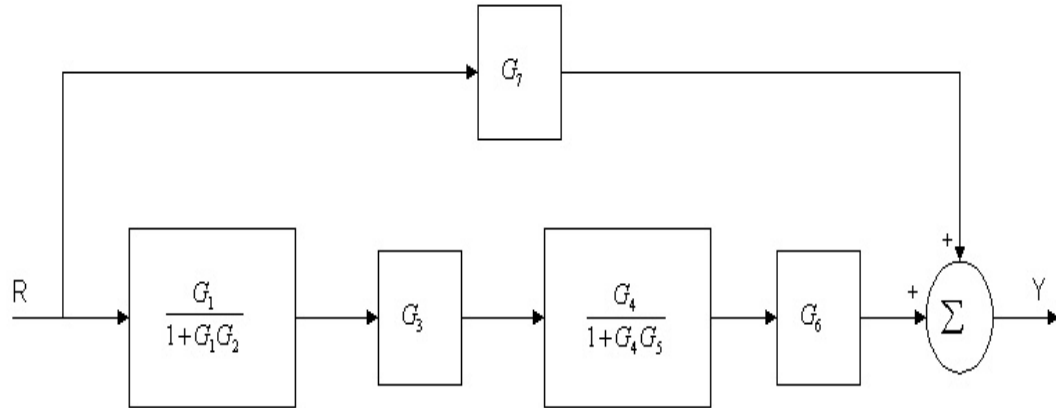 G₇
+
R
G₁
1+G₁G₂
G₃
G₄
1+G₄G₅
G₆
+
Σ
Y